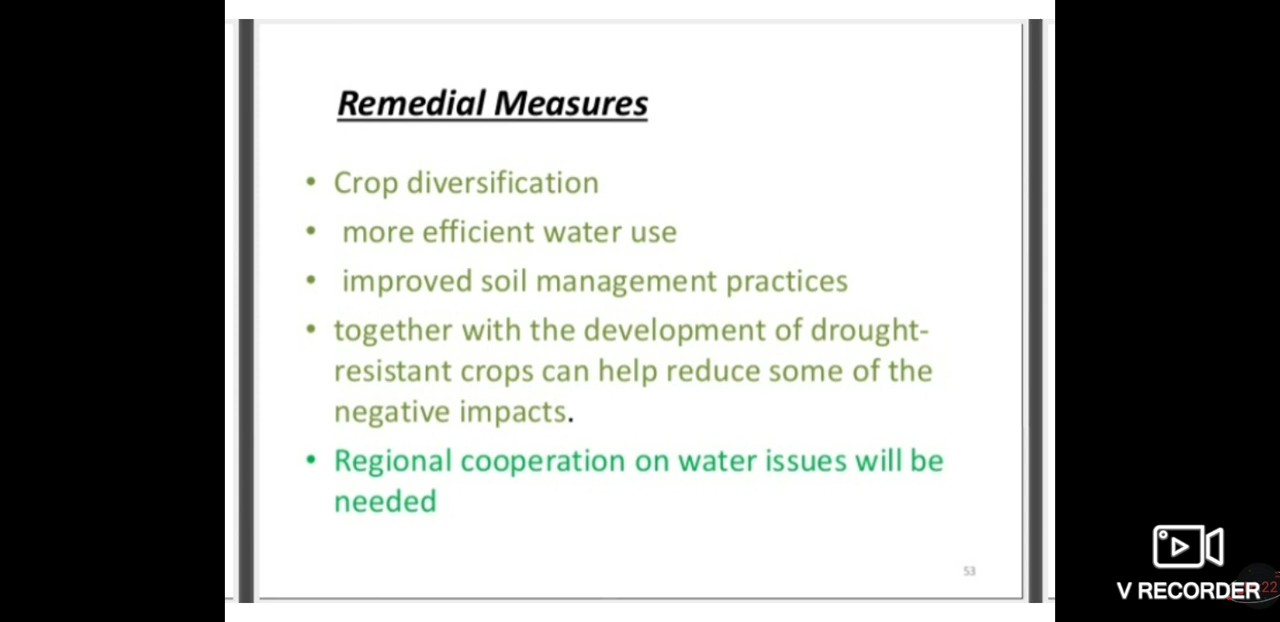 Remedial Measures
• Crop diversification
• more efficient water use
• improved soil management practices
• together with the development of drought-
resistant crops can help reduce some of the
negative impacts.
• Regional cooperation on water issues will be
needed
53
V RECORDER